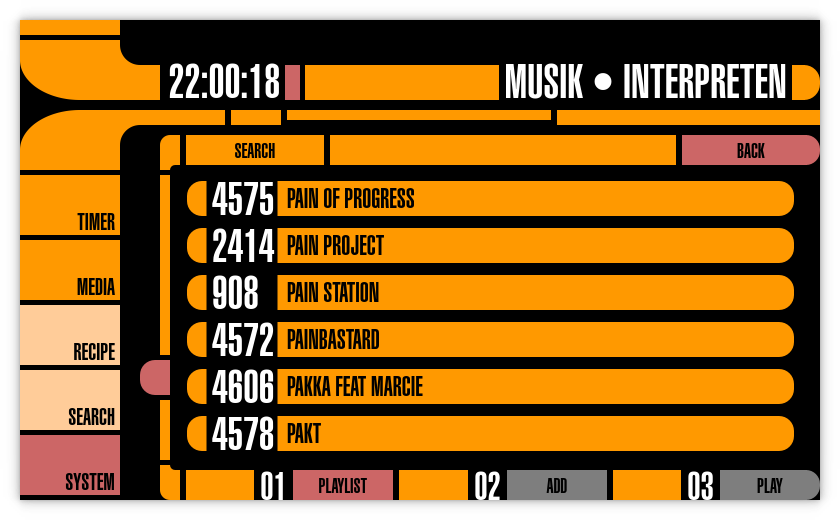 22:00:18 MUSIK • INTERPRETEN
SEARCH BACK
4575 PAIN OF PROGRESS
2414 PAIN PROJECT
908 PAIN STATION
4572 PAINBASTARD
4606 PAKKA FEAT MARCIE
4578 PAKT
TIMER
MEDIA
RECIPE
SEARCH
SYSTEM
01 PLAYLIST 02 ADD 03 PLAY